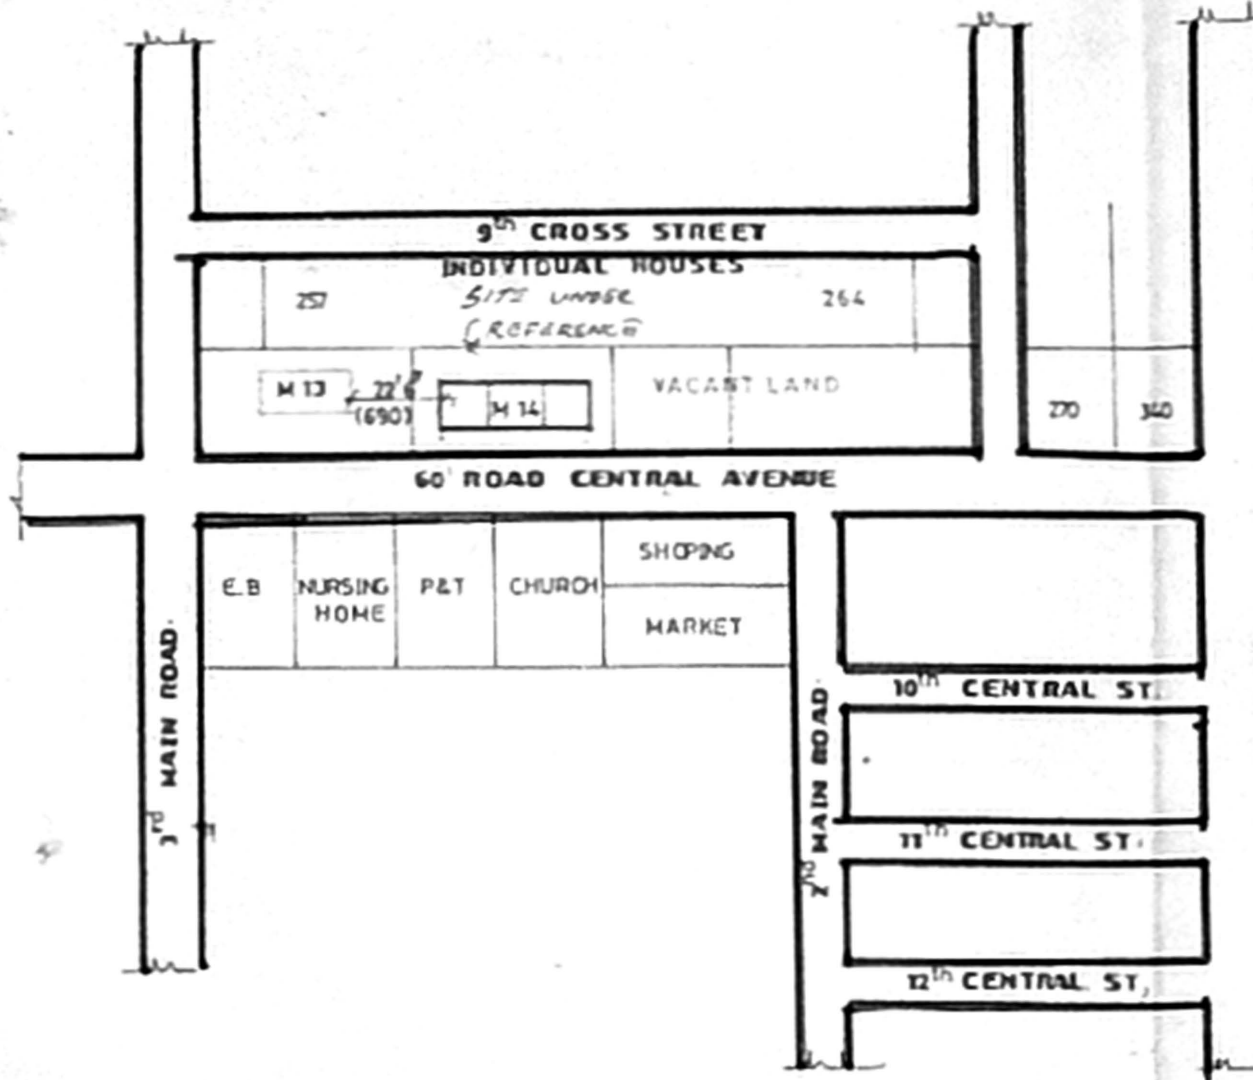 9th CROSS STREET
INDIVIDUAL HOUSES
257
SITE UNDER
REFERENCE
264
M 13
22'6"
(690)
M 14
VACANT LAND
270
340
60' ROAD CENTRAL AVENUE
E.B
NURSING
HOME
P&T
CHURCH
SHOPING
MARKET
3rd MAIN ROAD.
2nd MAIN ROAD.
10th CENTRAL ST.
11th CENTRAL ST.
12th CENTRAL ST,